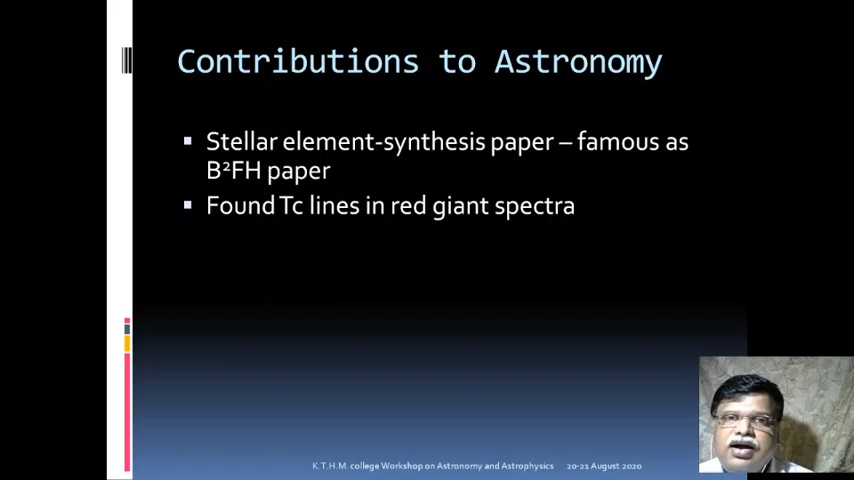 Contributions to Astronomy
Stellar element-synthesis paper – famous as
B²FH paper
Found Tc lines in red giant spectra
K.T.H.M. college Workshop on Astronomy and Astrophysics 20-21 August 2020